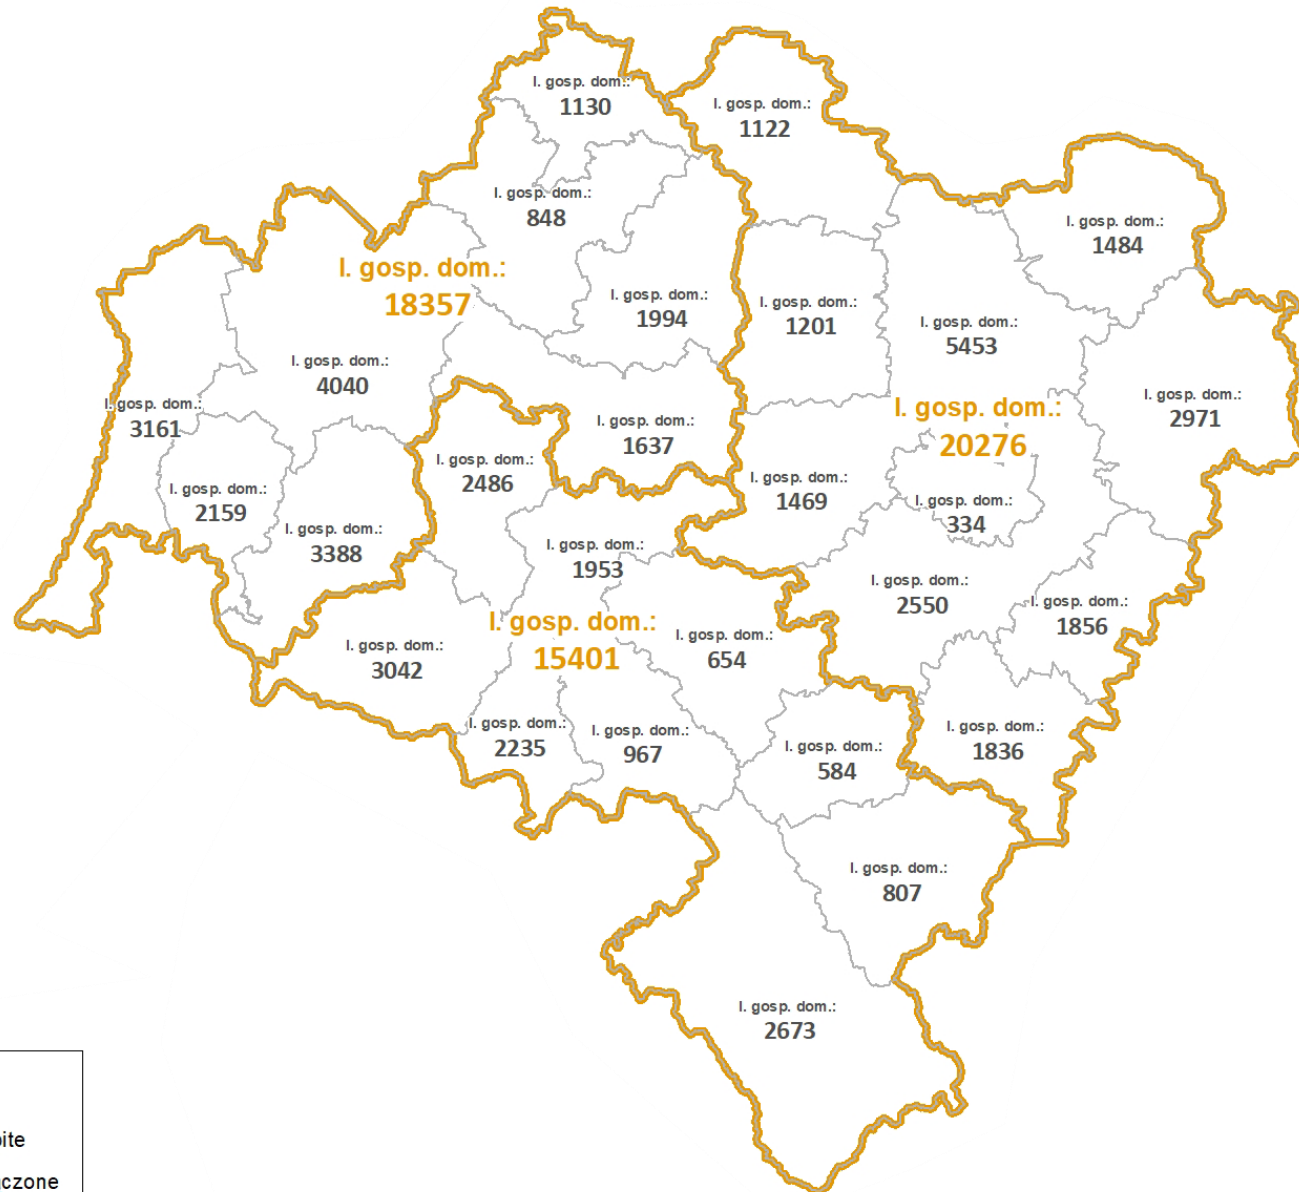 l. gosp. dom.:
1130
l. gosp. dom.:
1122
l. gosp. dom.:
848
l. gosp. dom.:
1484
l. gosp. dom.:
18357
l. gosp. dom.:
1994
l. gosp. dom.:
1201
l. gosp. dom.:
5453
l. gosp. dom.:
4040
l. gosp. dom.:
3161
l. gosp. dom.:
20276
l. gosp. dom.:
2971
l. gosp. dom.:
1637
l. gosp. dom.:
2486
l. gosp. dom.:
1469
l. gosp. dom.:
2159
l. gosp. dom.:
334
l. gosp. dom.:
3388
l. gosp. dom.:
1953
l. gosp. dom.:
2550
l. gosp. dom.:
1856
l. gosp. dom.:
15401
l. gosp. dom.:
654
l. gosp. dom.:
3042
l. gosp. dom.:
2235
l. gosp. dom.:
967
l. gosp. dom.:
584
l. gosp. dom.:
1836
l. gosp. dom.:
807
l. gosp. dom.:
2673